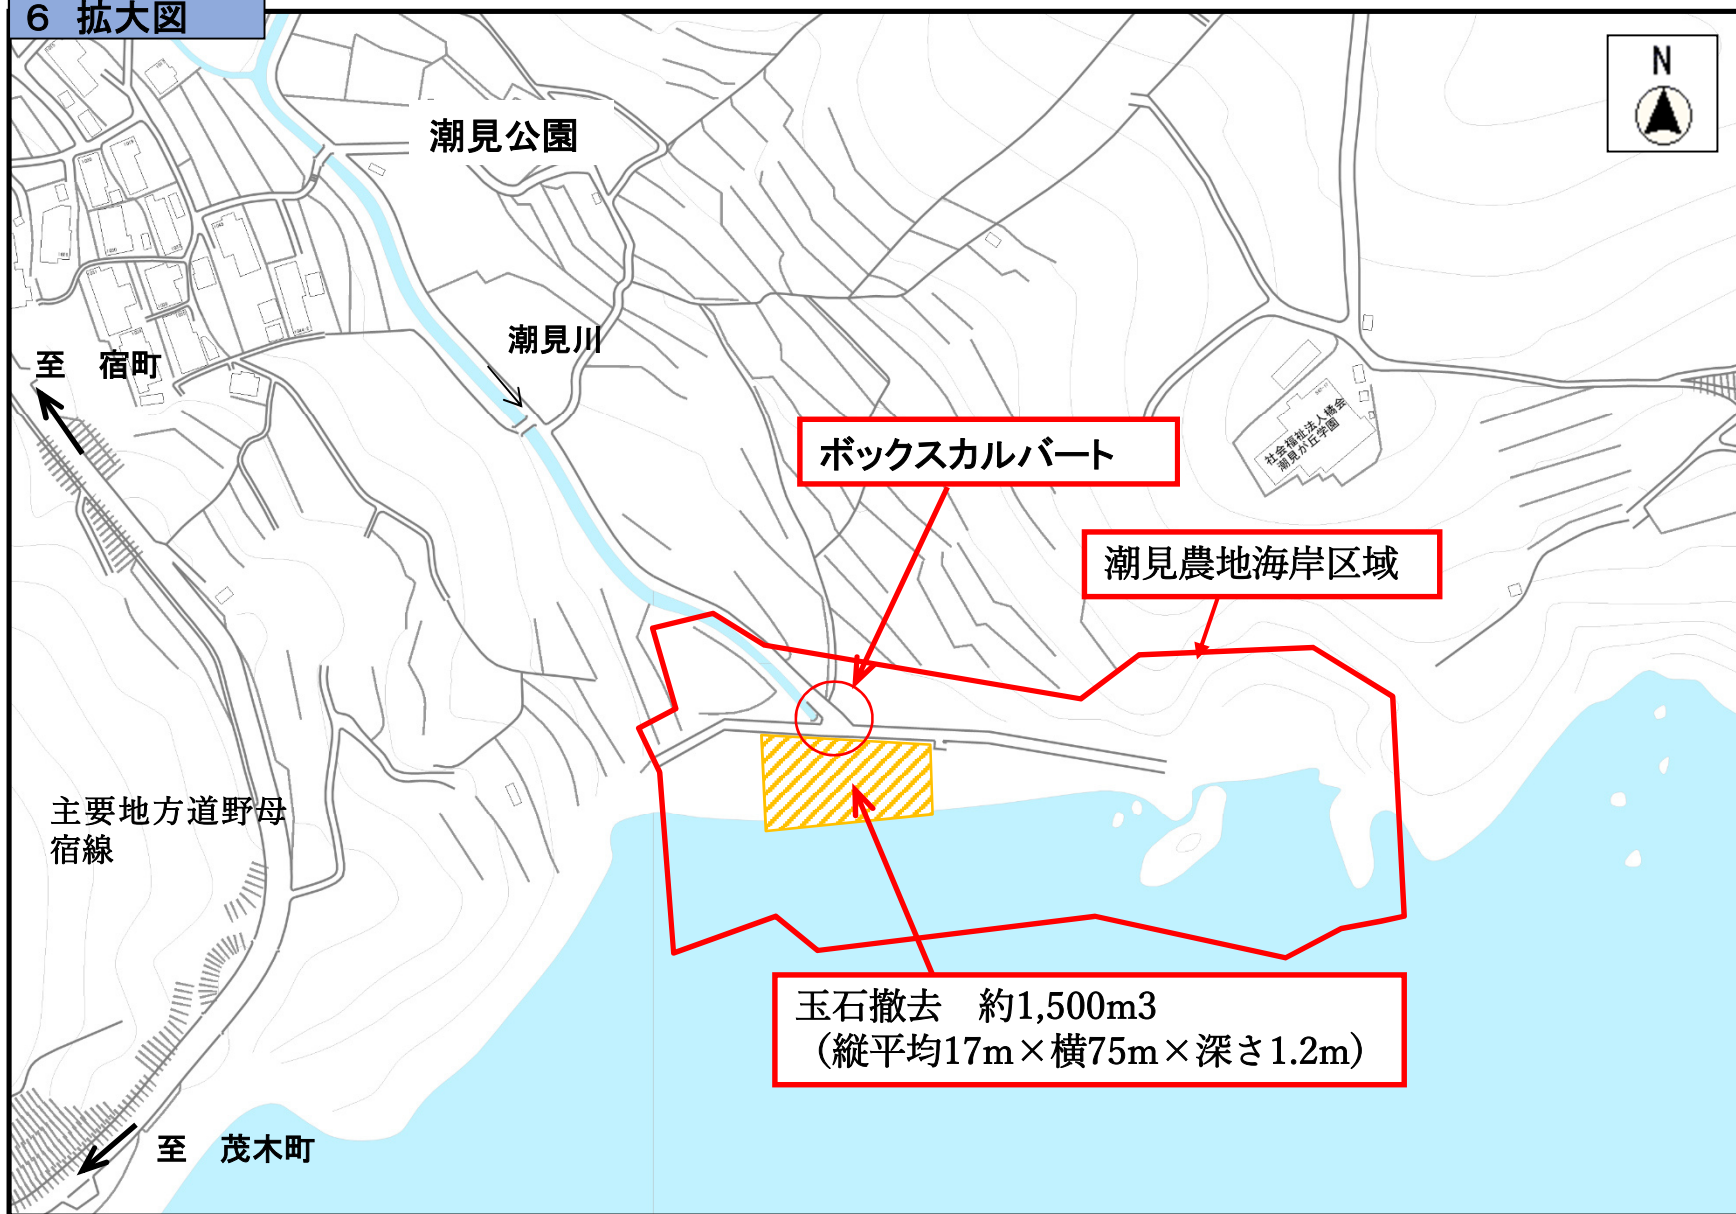 6 拡大図
N
潮見公園
潮見川
至 宿町
ボックスカルバート
社会福祉法人橘会
潮見が丘学園
潮見農地海岸区域
主要地方道野母
宿線
玉石撤去 約1,500m3
(縦平均17m×横75m×深さ1.2m)
至 茂木町